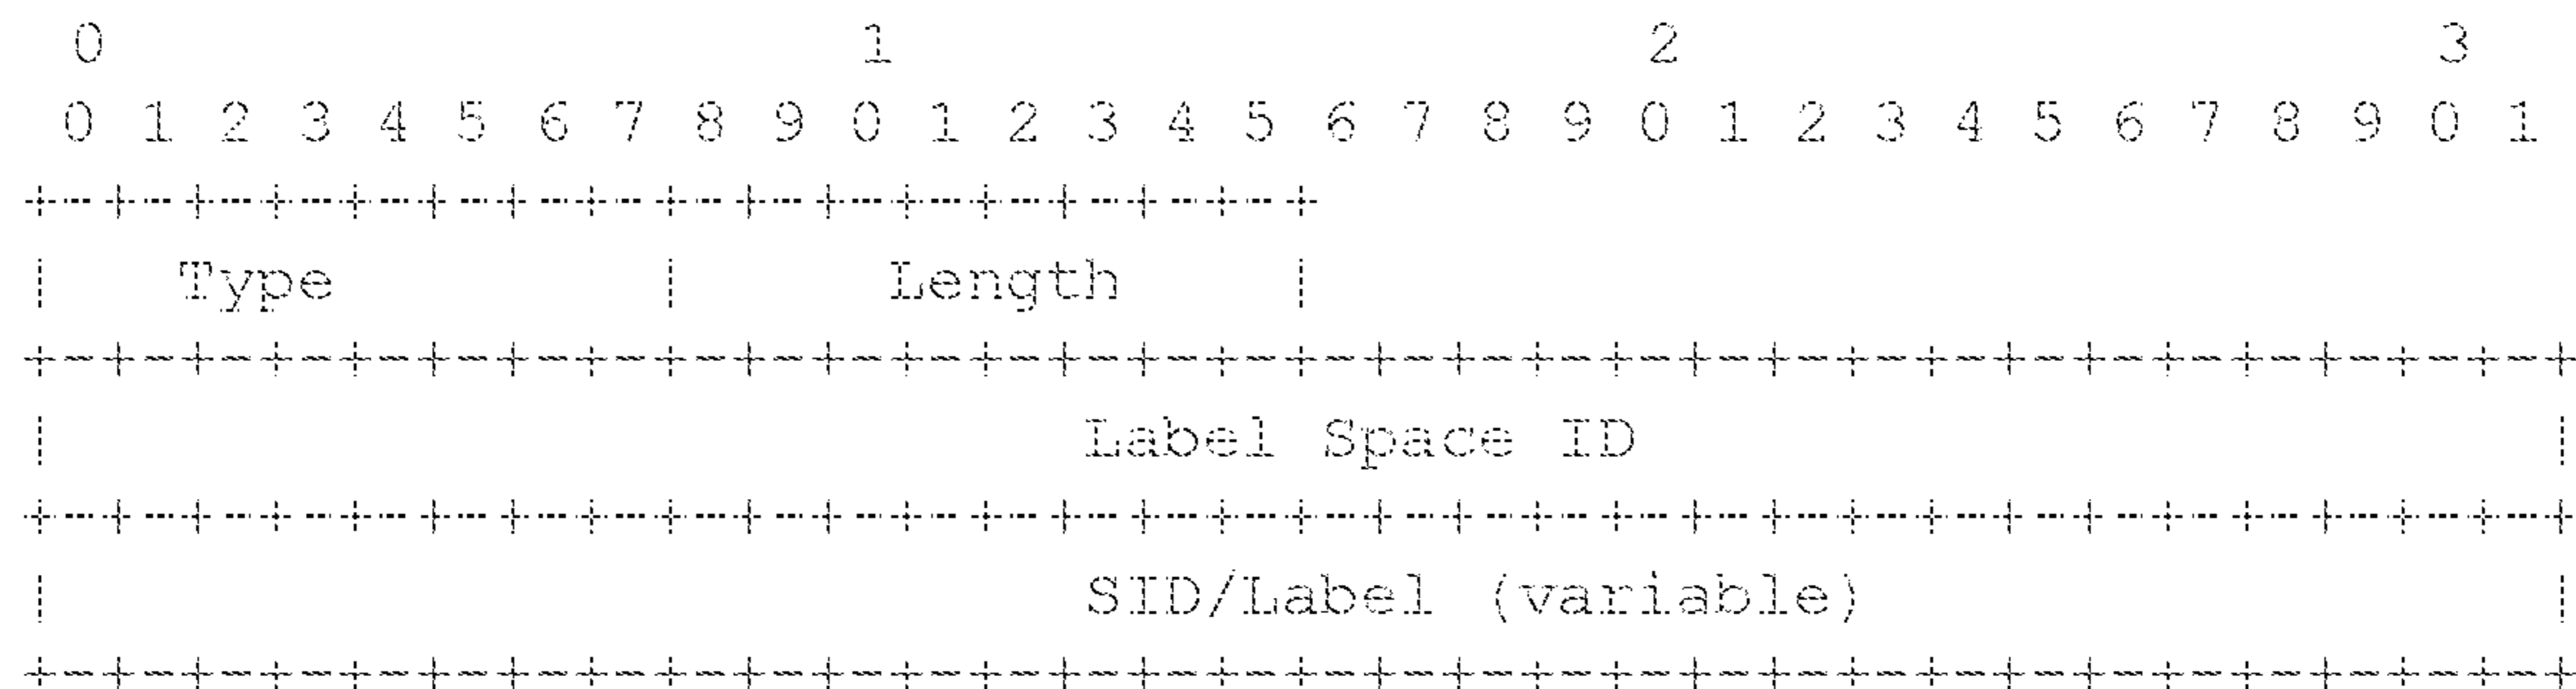 0                   1                   2                   3
0 1 2 3 4 5 6 7 8 9 0 1 2 3 4 5 6 7 8 9 0 1 2 3 4 5 6 7 8 9 0 1
+-+-+-+-+-+-+-+-+-+-+-+-+-+-+-+-+
|   Type        |     Length    |
+-+-+-+-+-+-+-+-+-+-+-+-+-+-+-+-+-+-+-+-+-+-+-+-+-+-+-+-+-+-+-+-+
|                          Label Space ID                       |
+-+-+-+-+-+-+-+-+-+-+-+-+-+-+-+-+-+-+-+-+-+-+-+-+-+-+-+-+-+-+-+-+
|                          SID/Label (variable)                 |
+-+-+-+-+-+-+-+-+-+-+-+-+-+-+-+-+-+-+-+-+-+-+-+-+-+-+-+-+-+-+-+-+